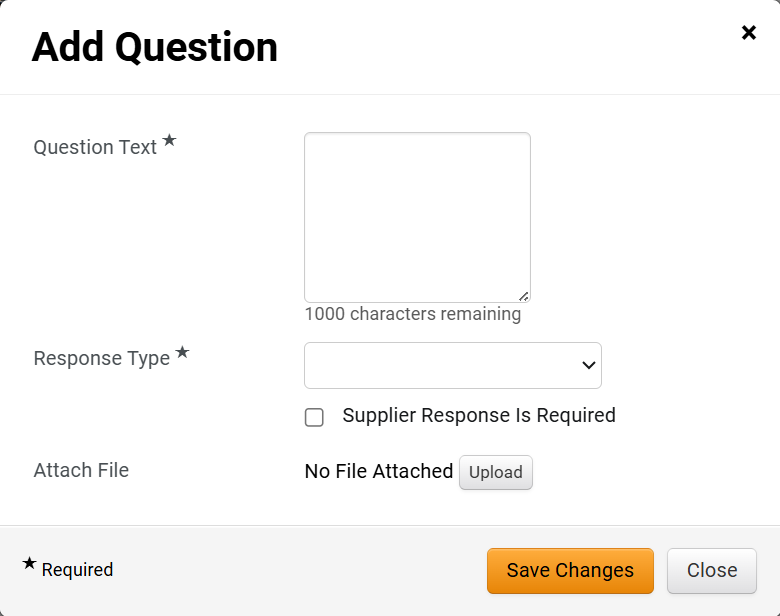 Add Question
Question Text ★
1000 characters remaining
Response Type ★
Supplier Response Is Required
Attach File
No File Attached Upload
★ Required
Save Changes
Close